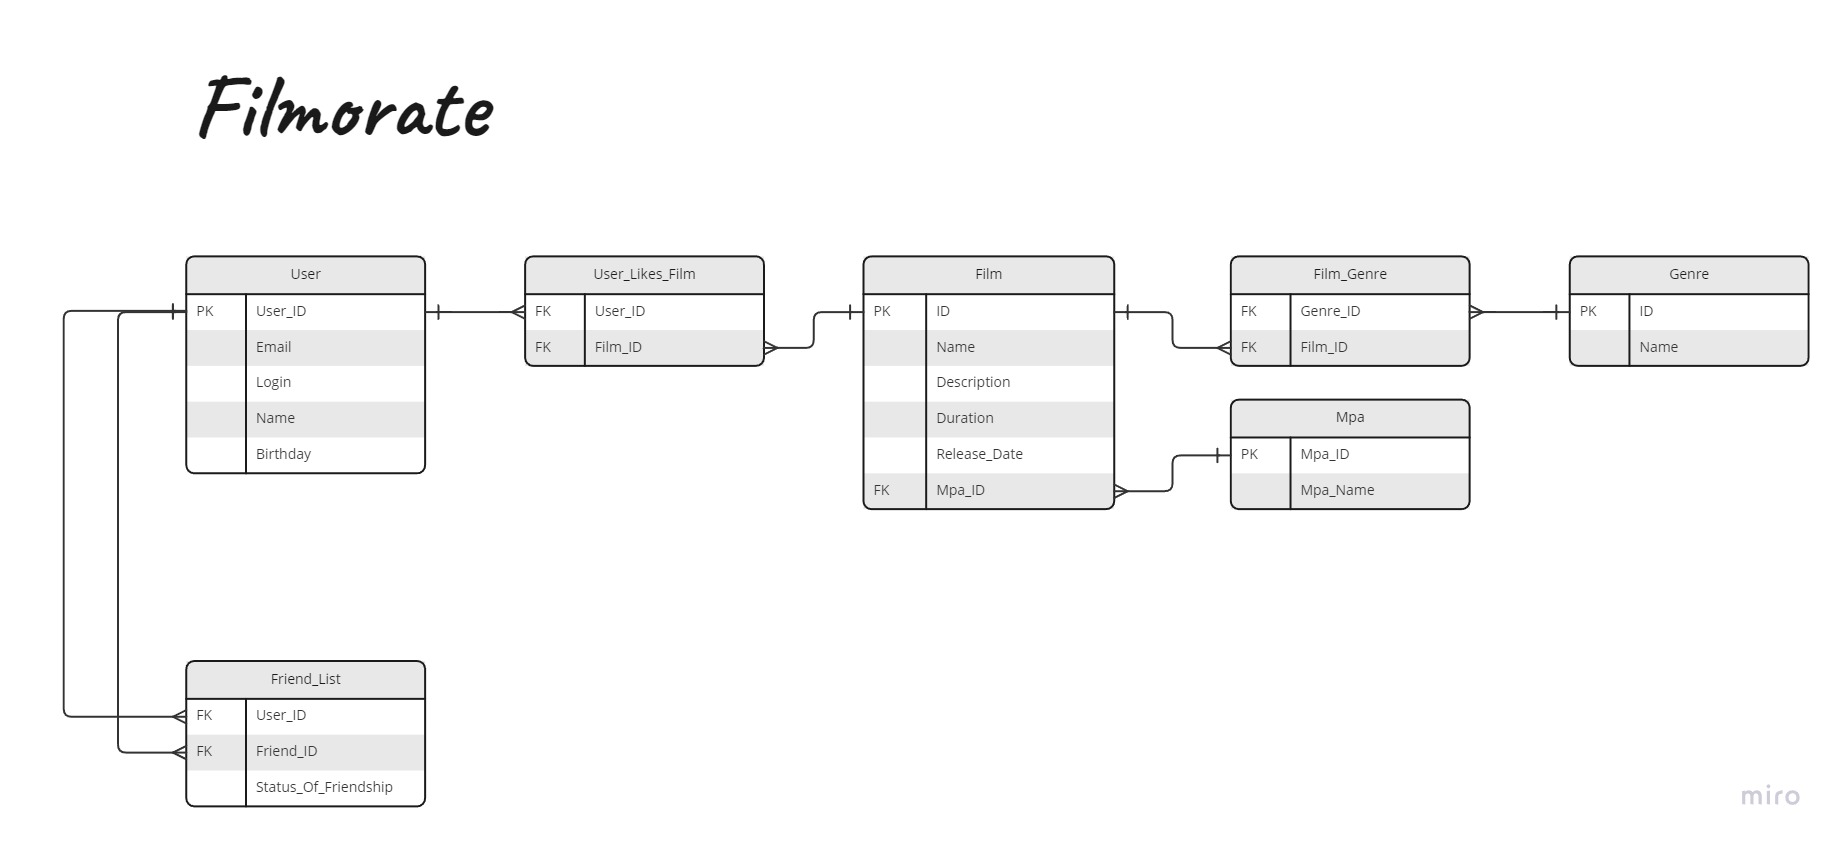 Filmorate
User
PK User_ID
Email
Login
Name
Birthday
User_Likes_Film
FK User_ID
FK Film_ID
Film
PK ID
Name
Description
Duration
Release_Date
FK Mpa_ID
Film_Genre
FK Genre_ID
FK Film_ID
Genre
PK ID
Name
Mpa
PK Mpa_ID
Mpa_Name
Friend_List
FK User_ID
FK Friend_ID
Status_Of_Friendship
miro